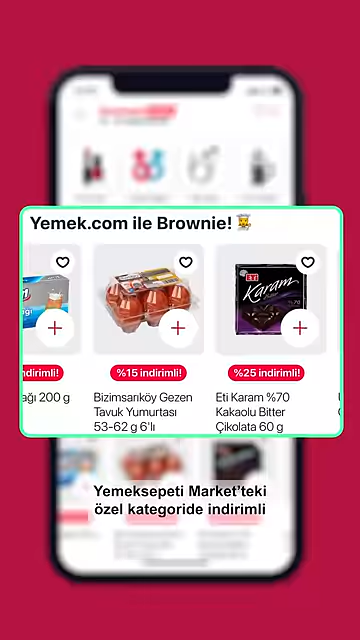 Yemek.com ile Brownie!
Karam
%70
indirimli!
%15 indirimli!
%25 indirimli!
ağı 200 g
Bizimsarıköy Gezen
Tavuk Yumurtası
53-62 g 6'lı
Eti Karam %70
Kakaolu Bitter
Çikolata 60 g
Yemeksepeti Market'teki
özel kategoride indirimli